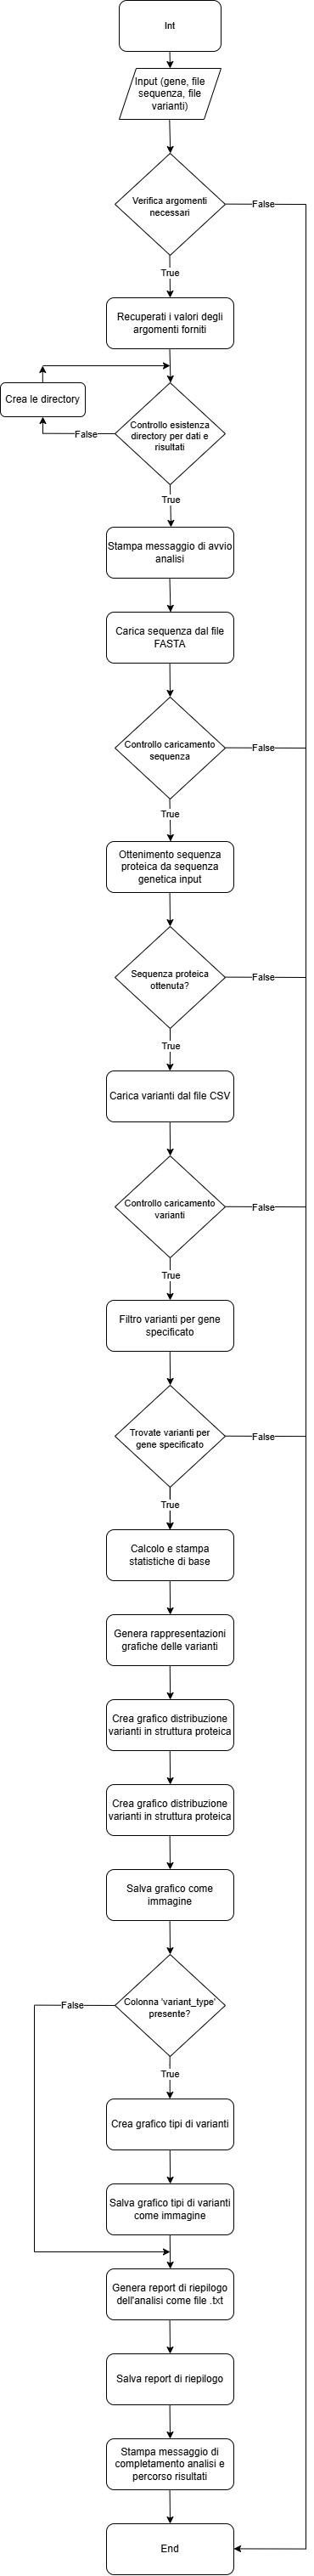 Int
Input (gene, file
sequenza, file
varianti)
Verifica argomenti
necessari
False
True
Recuperati i valori degli
argomenti forniti
Crea le directory
Controllo esistenza
directory per dati e
risultati
False
True
Stampa messaggio di avvio
analisi
Carica sequenza dal file
FASTA
Controllo caricamento
sequenza
False
True
Ottenimento sequenza
proteica da sequenza
genetica input
Sequenza proteica
ottenuta?
False
True
Carica varianti dal file CSV
Controllo caricamento
varianti
False
True
Filtro varianti per gene
specificato
Trovate varianti per
gene specificato
False
True
Calcolo e stampa
statistiche di base
Genera rappresentazioni
grafiche delle varianti
Crea grafico distribuzione
varianti in struttura proteica
Crea grafico distribuzione
varianti in struttura proteica
Salva grafico come
immagine
Colonna 'variant_type'
presente?
False
True
Crea grafico tipi di varianti
Salva grafico tipi di varianti
come immagine
Genera report di riepilogo
dell'analisi come file .txt
Salva report di riepilogo
Stampa messaggio di
completamento analisi e
percorso risultati
End